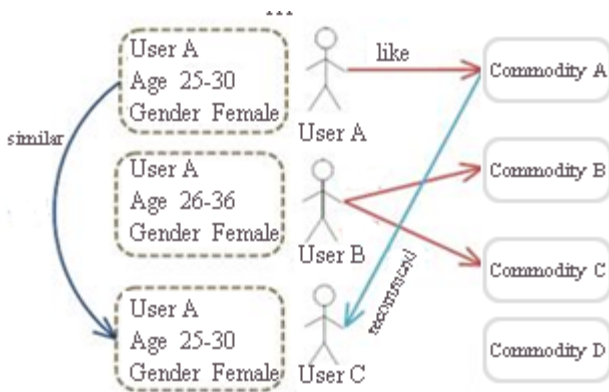 User A
Age 25-30
Gender Female
User A
like
Commodity A
similar
User A
Age 26-36
Gender Female
User B
Commodity B
Commodity C
recommend
User A
Age 25-30
Gender Female
User C
Commodity D